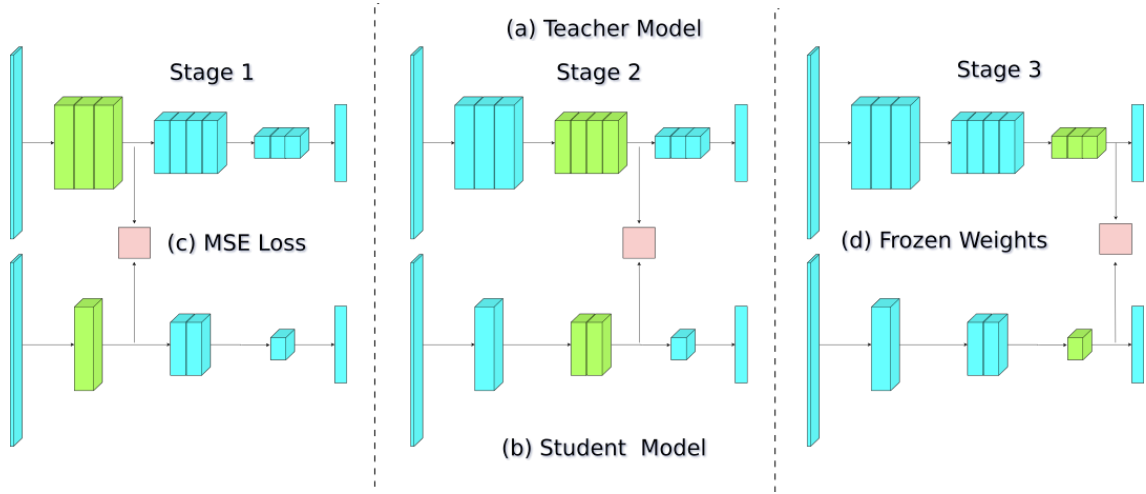 (a) Teacher Model
Stage 1
Stage 2
Stage 3
(c) MSE Loss
(d) Frozen Weights
(b) Student Model